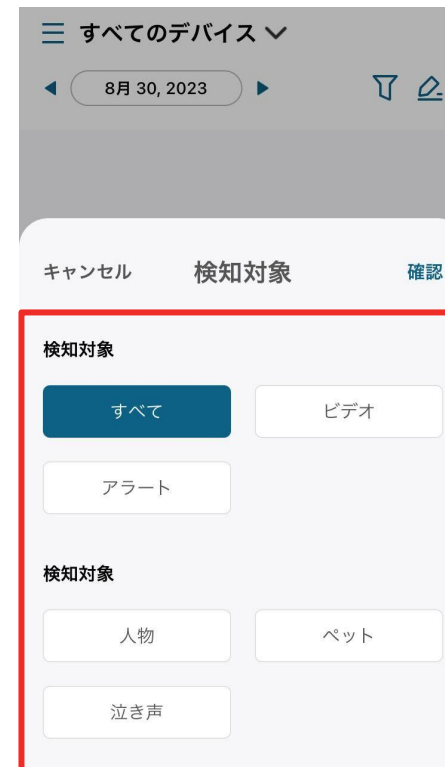 すべてのデバイス
8月 30, 2023
キャンセル 検知対象 確認
検知対象
すべて ビデオ
アラート
検知対象
人物 ペット
泣き声